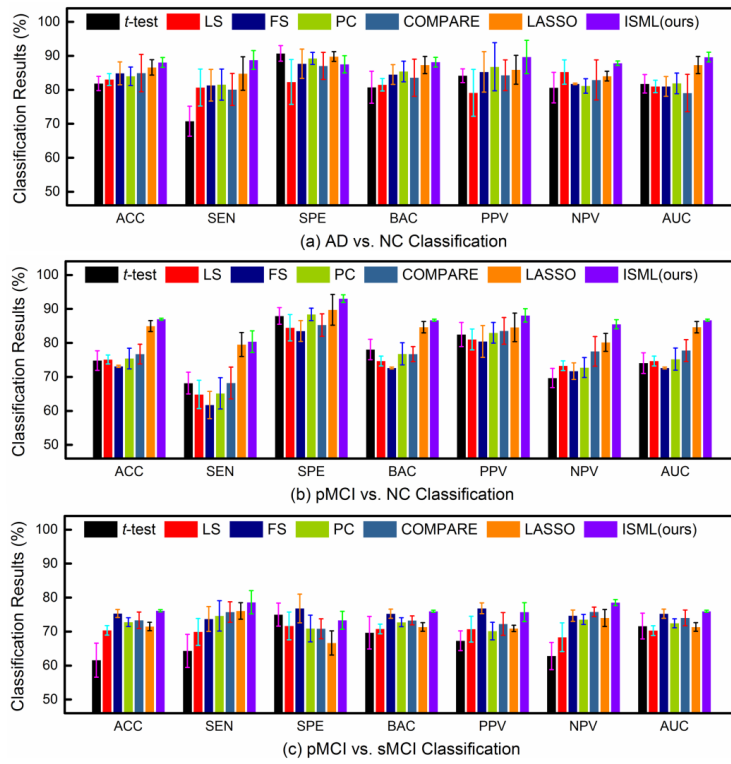 Classification Results (%)
100
90
80
70
60
50
t-test LS FS PC COMPARE LASSO ISML(ours)
ACC SEN SPE BAC PPV NPV AUC
(a) AD vs. NC Classification
Classification Results (%)
100
90
80
70
60
50
t-test LS FS PC COMPARE LASSO ISML(ours)
ACC SEN SPE BAC PPV NPV AUC
(b) pMCI vs. NC Classification
Classification Results (%)
100
90
80
70
60
50
t-test LS FS PC COMPARE LASSO ISML(ours)
ACC SEN SPE BAC PPV NPV AUC
(c) pMCI vs. sMCI Classification